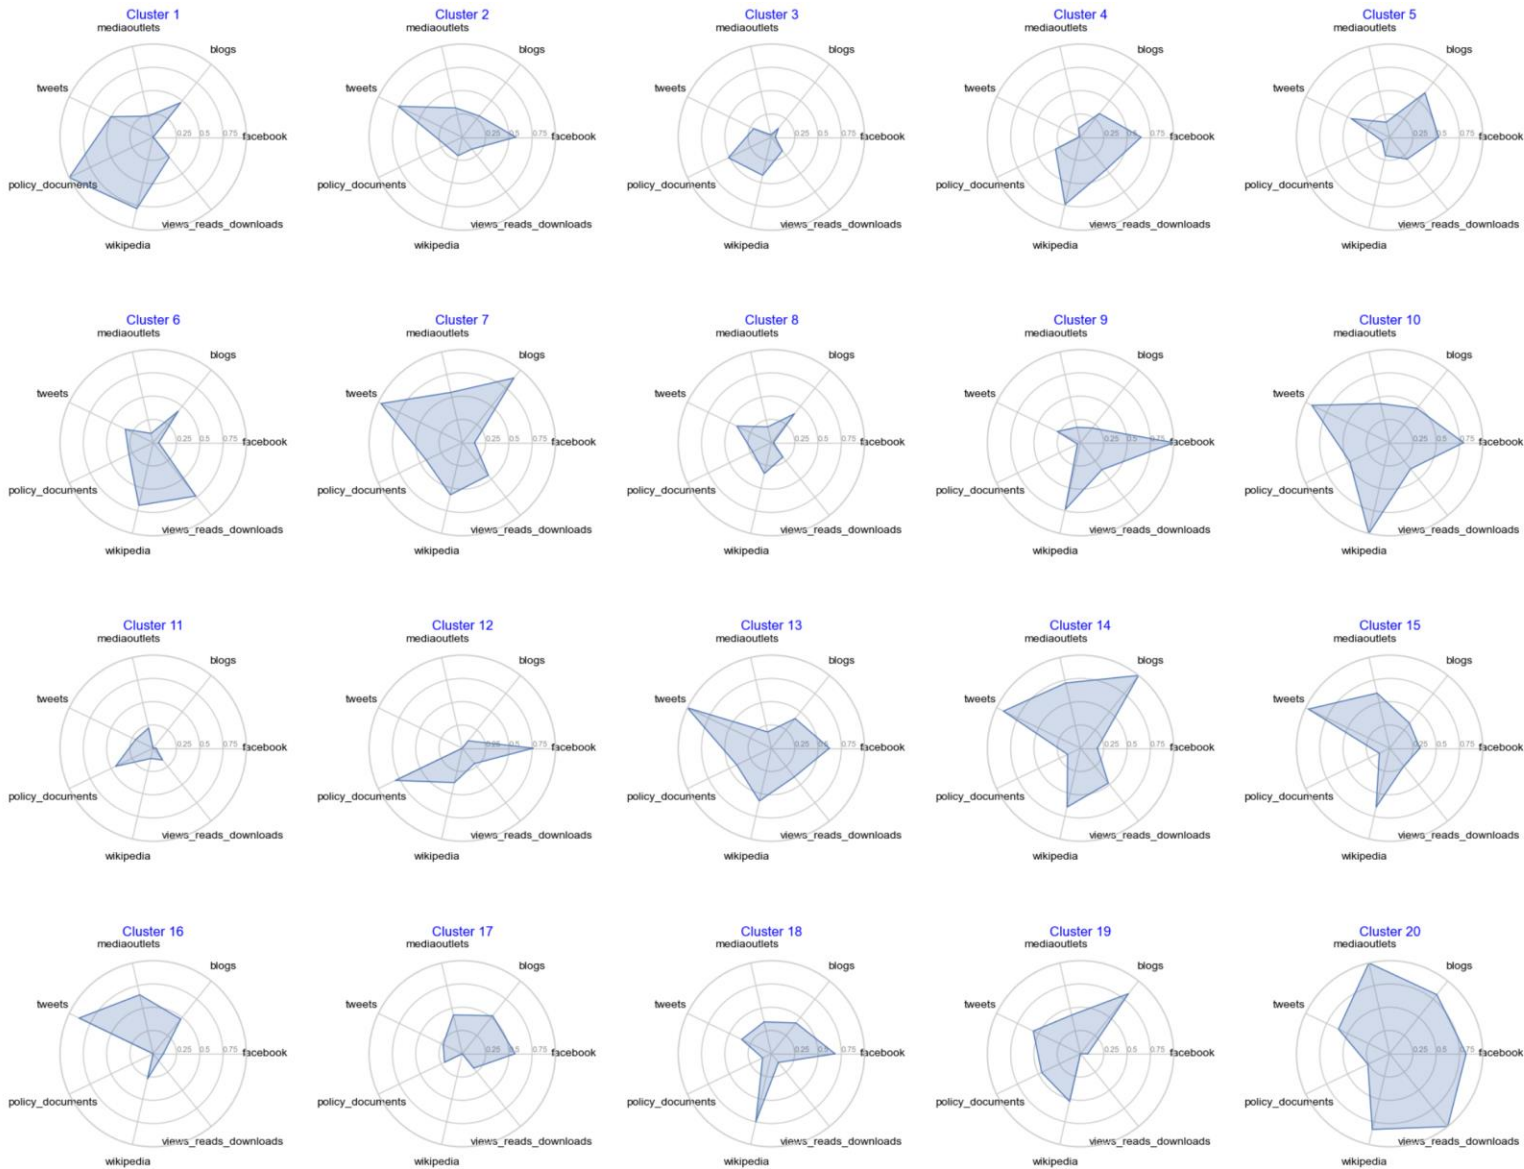 Cluster 1
mediaoutlets
blogs
tweets
0.25 0.5 0.75 facebook
policy_documents
views_reads_downloads
wikipedia
Cluster 2
mediaoutlets
blogs
tweets
0.25 0.5 0.75 facebook
policy_documents
views_reads_downloads
wikipedia
Cluster 3
mediaoutlets
blogs
tweets
0.25 0.5 0.75 facebook
policy_documents
views_reads_downloads
wikipedia
Cluster 4
mediaoutlets
blogs
tweets
0.25 0.5 0.75 facebook
policy_documents
views_reads_downloads
wikipedia
Cluster 5
mediaoutlets
blogs
tweets
0.25 0.5 0.75 facebook
policy_documents
views_reads_downloads
wikipedia
Cluster 6
mediaoutlets
blogs
tweets
0.25 0.5 0.75 facebook
policy_documents
views_reads_downloads
wikipedia
Cluster 7
mediaoutlets
blogs
tweets
0.25 0.5 0.75 facebook
policy_documents
views_reads_downloads
wikipedia
Cluster 8
mediaoutlets
blogs
tweets
0.25 0.5 0.75 facebook
policy_documents
views_reads_downloads
wikipedia
Cluster 9
mediaoutlets
blogs
tweets
0.25 0.5 0.75 facebook
policy_documents
views_reads_downloads
wikipedia
Cluster 10
mediaoutlets
blogs
tweets
0.25 0.5 0.75 facebook
policy_documents
views_reads_downloads
wikipedia
Cluster 11
mediaoutlets
blogs
tweets
0.25 0.5 0.75 facebook
policy_documents
views_reads_downloads
wikipedia
Cluster 12
mediaoutlets
blogs
tweets
0.25 0.5 0.75 facebook
policy_documents
views_reads_downloads
wikipedia
Cluster 13
mediaoutlets
blogs
tweets
0.25 0.5 0.75 facebook
policy_documents
views_reads_downloads
wikipedia
Cluster 14
mediaoutlets
blogs
tweets
0.25 0.5 0.75 facebook
policy_documents
views_reads_downloads
wikipedia
Cluster 15
mediaoutlets
blogs
tweets
0.25 0.5 0.75 facebook
policy_documents
views_reads_downloads
wikipedia
Cluster 16
mediaoutlets
blogs
tweets
0.25 0.5 0.75 facebook
policy_documents
views_reads_downloads
wikipedia
Cluster 17
mediaoutlets
blogs
tweets
0.25 0.5 0.75 facebook
policy_documents
views_reads_downloads
wikipedia
Cluster 18
mediaoutlets
blogs
tweets
0.25 0.5 0.75 facebook
policy_documents
views_reads_downloads
wikipedia
Cluster 19
mediaoutlets
blogs
tweets
0.25 0.5 0.75 facebook
policy_documents
views_reads_downloads
wikipedia
Cluster 20
mediaoutlets
blogs
tweets
0.25 0.5 0.75 facebook
policy_documents
views_reads_downloads
wikipedia